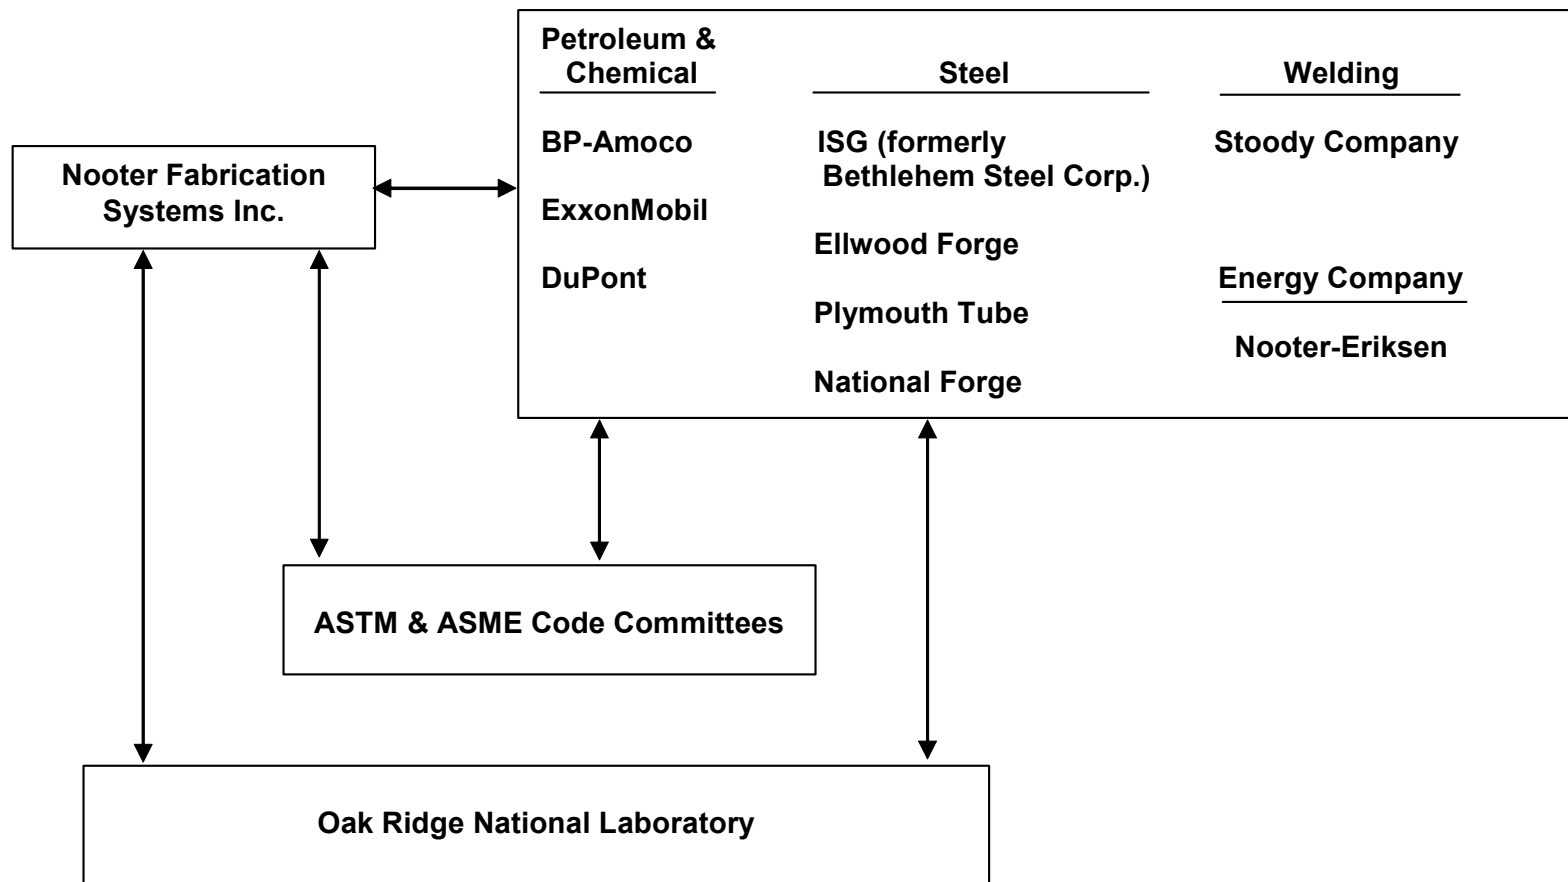 Petroleum &
Chemical
Steel
Welding
BP-Amoco
ExxonMobil
DuPont
ISG (formerly
Bethlehem Steel Corp.)
Ellwood Forge
Plymouth Tube
National Forge
Stoody Company
Energy Company
Nooter-Eriksen
Nooter Fabrication
Systems Inc.
ASTM & ASME Code Committees
Oak Ridge National Laboratory